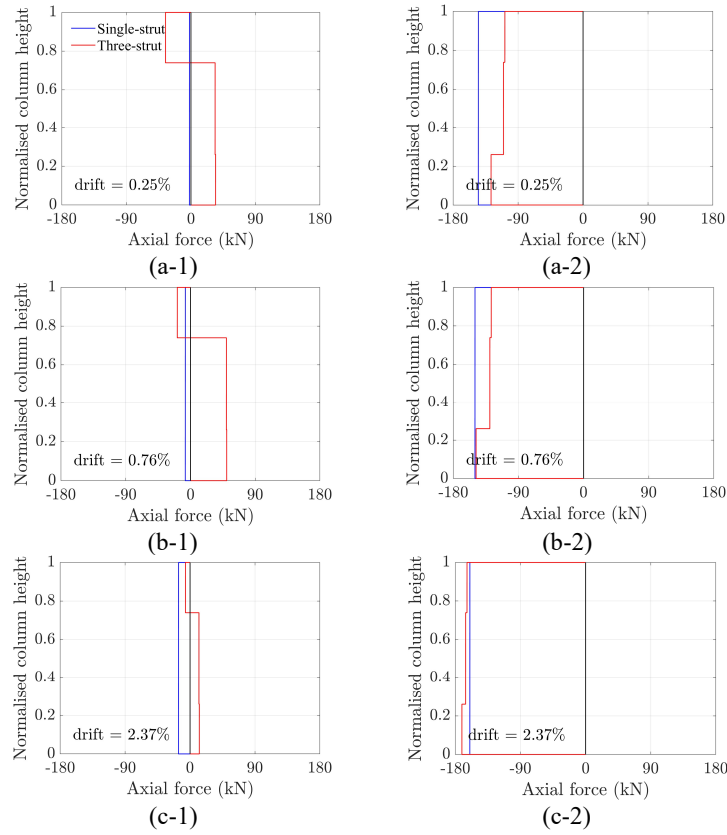 Normalised column height
1
0.8
0.6
0.4
0.2
0
Single-strut
Three-strut
drift = 0.25%
-180 -90 0 90 180
Axial force (kN)
(a-1)
Normalised column height
1
0.8
0.6
0.4
0.2
0
drift = 0.25%
-180 -90 0 90 180
Axial force (kN)
(a-2)
Normalised column height
1
0.8
0.6
0.4
0.2
0
drift = 0.76%
-180 -90 0 90 180
Axial force (kN)
(b-1)
Normalised column height
1
0.8
0.6
0.4
0.2
0
drift = 0.76%
-180 -90 0 90 180
Axial force (kN)
(b-2)
Normalised column height
1
0.8
0.6
0.4
0.2
0
drift = 2.37%
-180 -90 0 90 180
Axial force (kN)
(c-1)
Normalised column height
1
0.8
0.6
0.4
0.2
0
drift = 2.37%
-180 -90 0 90 180
Axial force (kN)
(c-2)